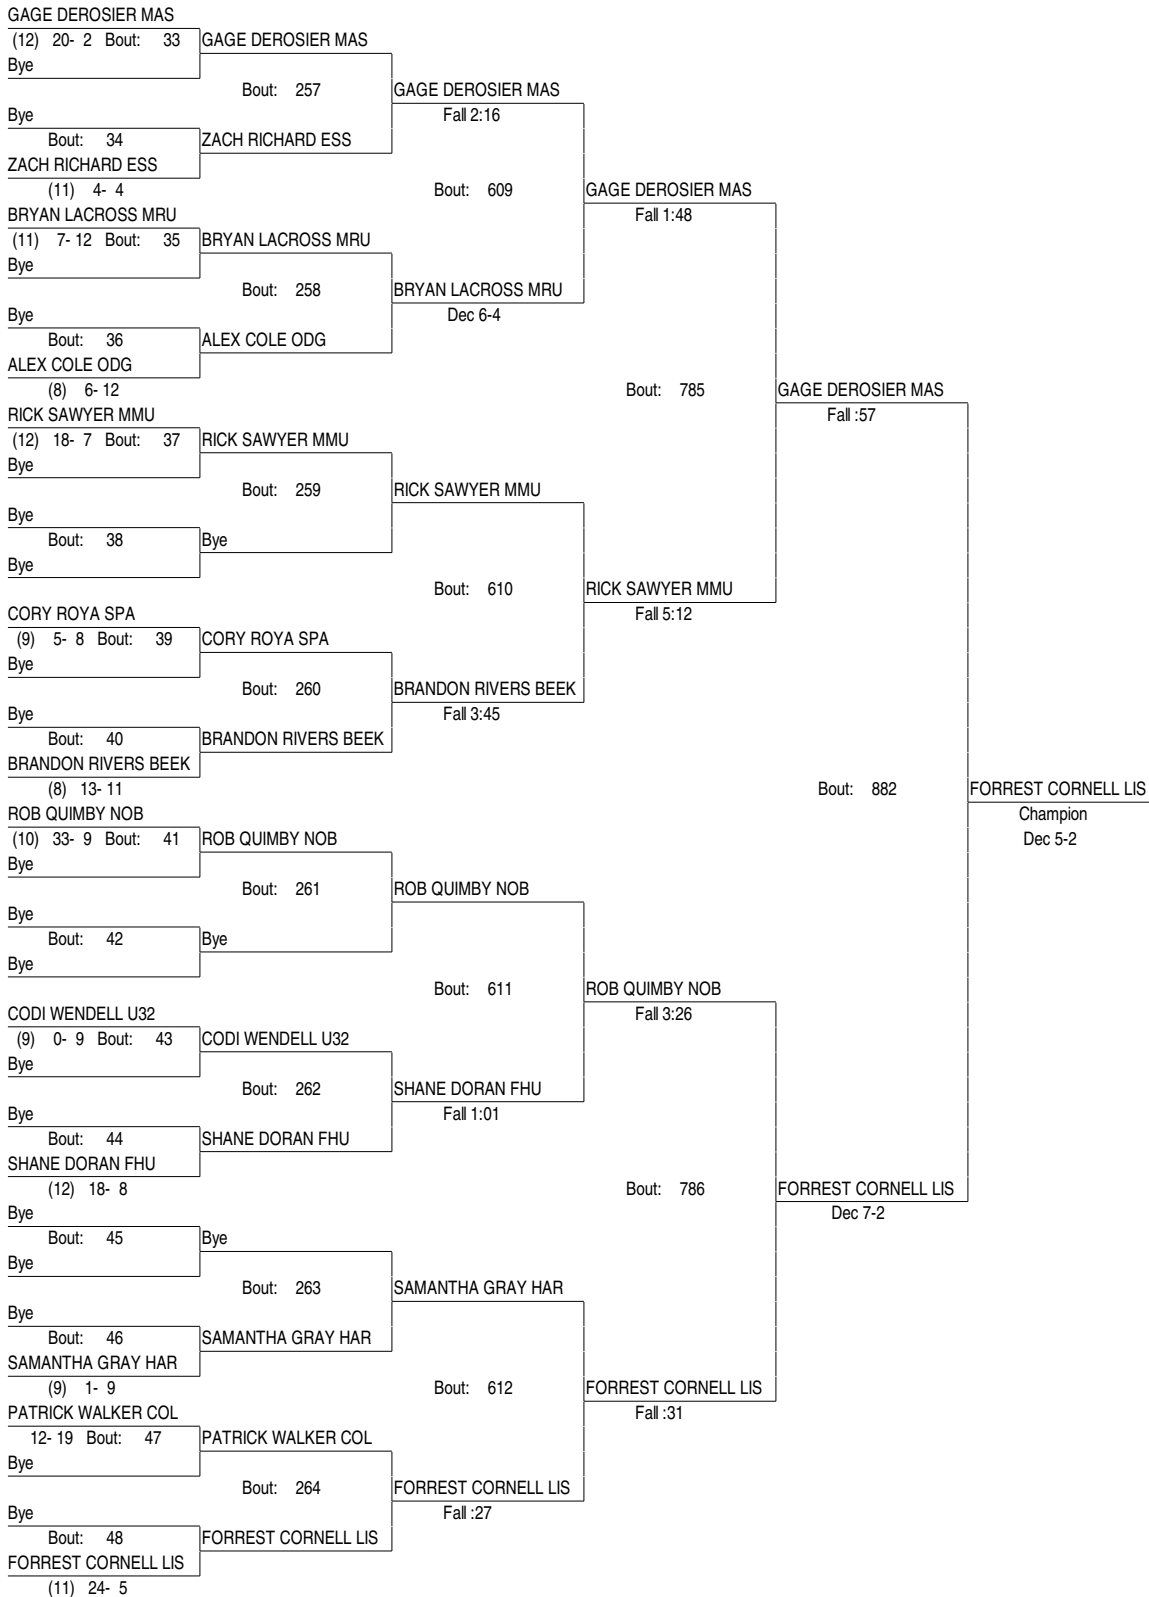 GAGE DEROSIER MAS
(12) 20- 2 Bout: 33 GAGE DEROSIER MAS
Bye
Bout: 257 GAGE DEROSIER MAS
Bye Fall 2:16
Bout: 34 ZACH RICHARD ESS
ZACH RICHARD ESS
(11) 4- 4 Bout: 609 GAGE DEROSIER MAS
BRYAN LACROSS MRU Fall 1:48
(11) 7- 12 Bout: 35 BRYAN LACROSS MRU
Bye
Bout: 258 BRYAN LACROSS MRU
Bye Dec 6-4
Bout: 36 ALEX COLE ODG
ALEX COLE ODG
(8) 6- 12 Bout: 785 GAGE DEROSIER MAS
RICK SAWYER MMU Fall :57
(12) 18- 7 Bout: 37 RICK SAWYER MMU
Bye
Bout: 259 RICK SAWYER MMU
Bye
Bout: 38 Bye
Bye
Bout: 610 RICK SAWYER MMU
CORY ROYA SPA Fall 5:12
(9) 5- 8 Bout: 39 CORY ROYA SPA
Bye
Bout: 260 BRANDON RIVERS BEEK
Bye Fall 3:45
Bout: 40 BRANDON RIVERS BEEK
BRANDON RIVERS BEEK
(8) 13- 11 Bout: 882 FORREST CORNELL LIS
ROB QUIMBY NOB Champion
(10) 33- 9 Bout: 41 ROB QUIMBY NOB Dec 5-2
Bye
Bout: 261 ROB QUIMBY NOB
Bye
Bout: 42 Bye
Bye
Bout: 611 ROB QUIMBY NOB
CODI WENDELL U32 Fall 3:26
(9) 0- 9 Bout: 43 CODI WENDELL U32
Bye
Bout: 262 SHANE DORAN FHU
Bye Fall 1:01
Bout: 44 SHANE DORAN FHU
SHANE DORAN FHU
(12) 18- 8 Bout: 786 FORREST CORNELL LIS
Bye Dec 7-2
Bout: 45 Bye
Bye
Bout: 263 SAMANTHA GRAY HAR
Bye
Bout: 46 SAMANTHA GRAY HAR
SAMANTHA GRAY HAR
(9) 1- 9 Bout: 612 FORREST CORNELL LIS
PATRICK WALKER COL Fall :31
12- 19 Bout: 47 PATRICK WALKER COL
Bye
Bout: 264 FORREST CORNELL LIS
Bye Fall :27
Bout: 48 FORREST CORNELL LIS
FORREST CORNELL LIS
(11) 24- 5